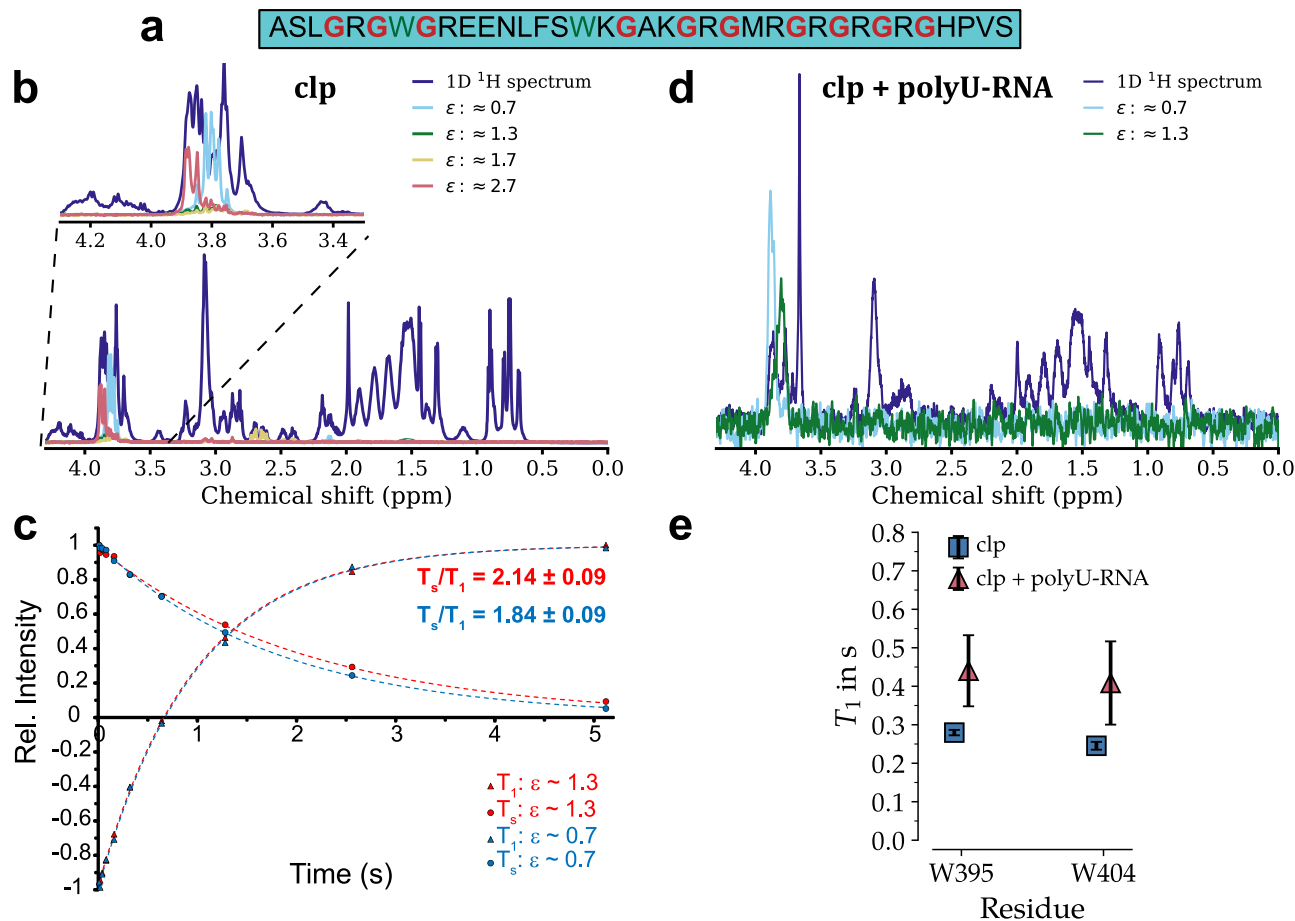 a
ASLGRGWGREENLFSWKGAKGRGMRGRGRGRGHPVS
b
clp
1D ¹H spectrum
ε: ≈ 0.7
ε: ≈ 1.3
ε: ≈ 1.7
ε: ≈ 2.7
4.2 4.0 3.8 3.6 3.4
4.0 3.5 3.0 2.5 2.0 1.5 1.0 0.5 0.0
Chemical shift (ppm)
d
clp + polyU-RNA
1D ¹H spectrum
ε: ≈ 0.7
ε: ≈ 1.3
4.0 3.5 3.0 2.5 2.0 1.5 1.0 0.5 0.0
Chemical shift (ppm)
c
Rel. Intensity
1
0.8
0.6
0.4
0.2
0
-0.2
-0.4
-0.6
-0.8
-1
0 1 2 3 4 5
Time (s)
Tₛ/T₁ = 2.14 ± 0.09
Tₛ/T₁ = 1.84 ± 0.09
T₁: ε ~ 1.3
Tₛ: ε ~ 1.3
T₁: ε ~ 0.7
Tₛ: ε ~ 0.7
e
T₁ in s
0.8
0.7
0.6
0.5
0.4
0.3
0.2
0.1
0.0
clp
clp + polyU-RNA
W395 W404
Residue